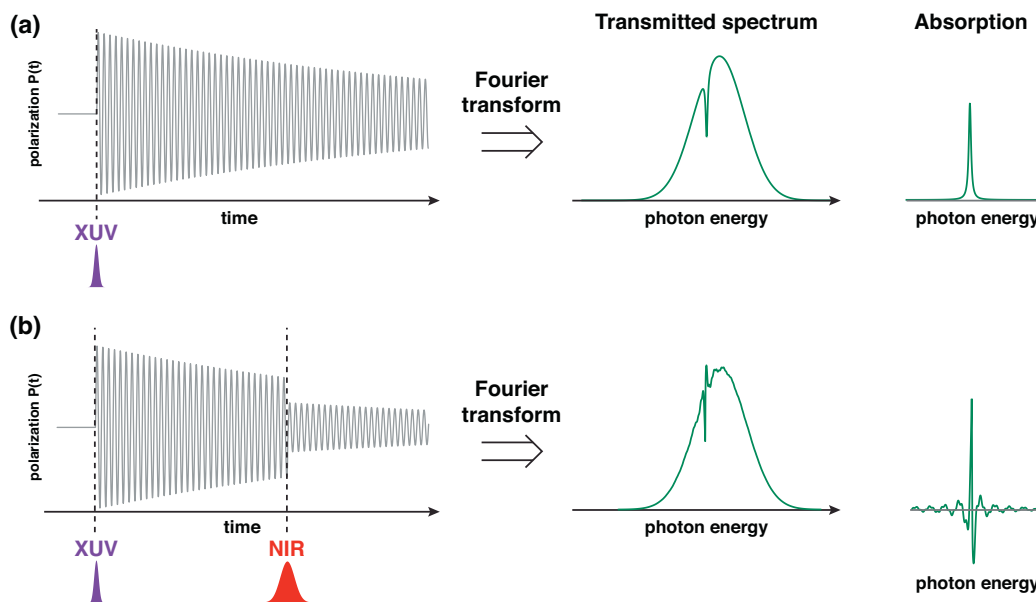 (a)
polarization P(t)
time
XUV
Fourier
transform
Transmitted spectrum
photon energy
Absorption
photon energy
(b)
polarization P(t)
time
XUV
NIR
Fourier
transform
photon energy
photon energy